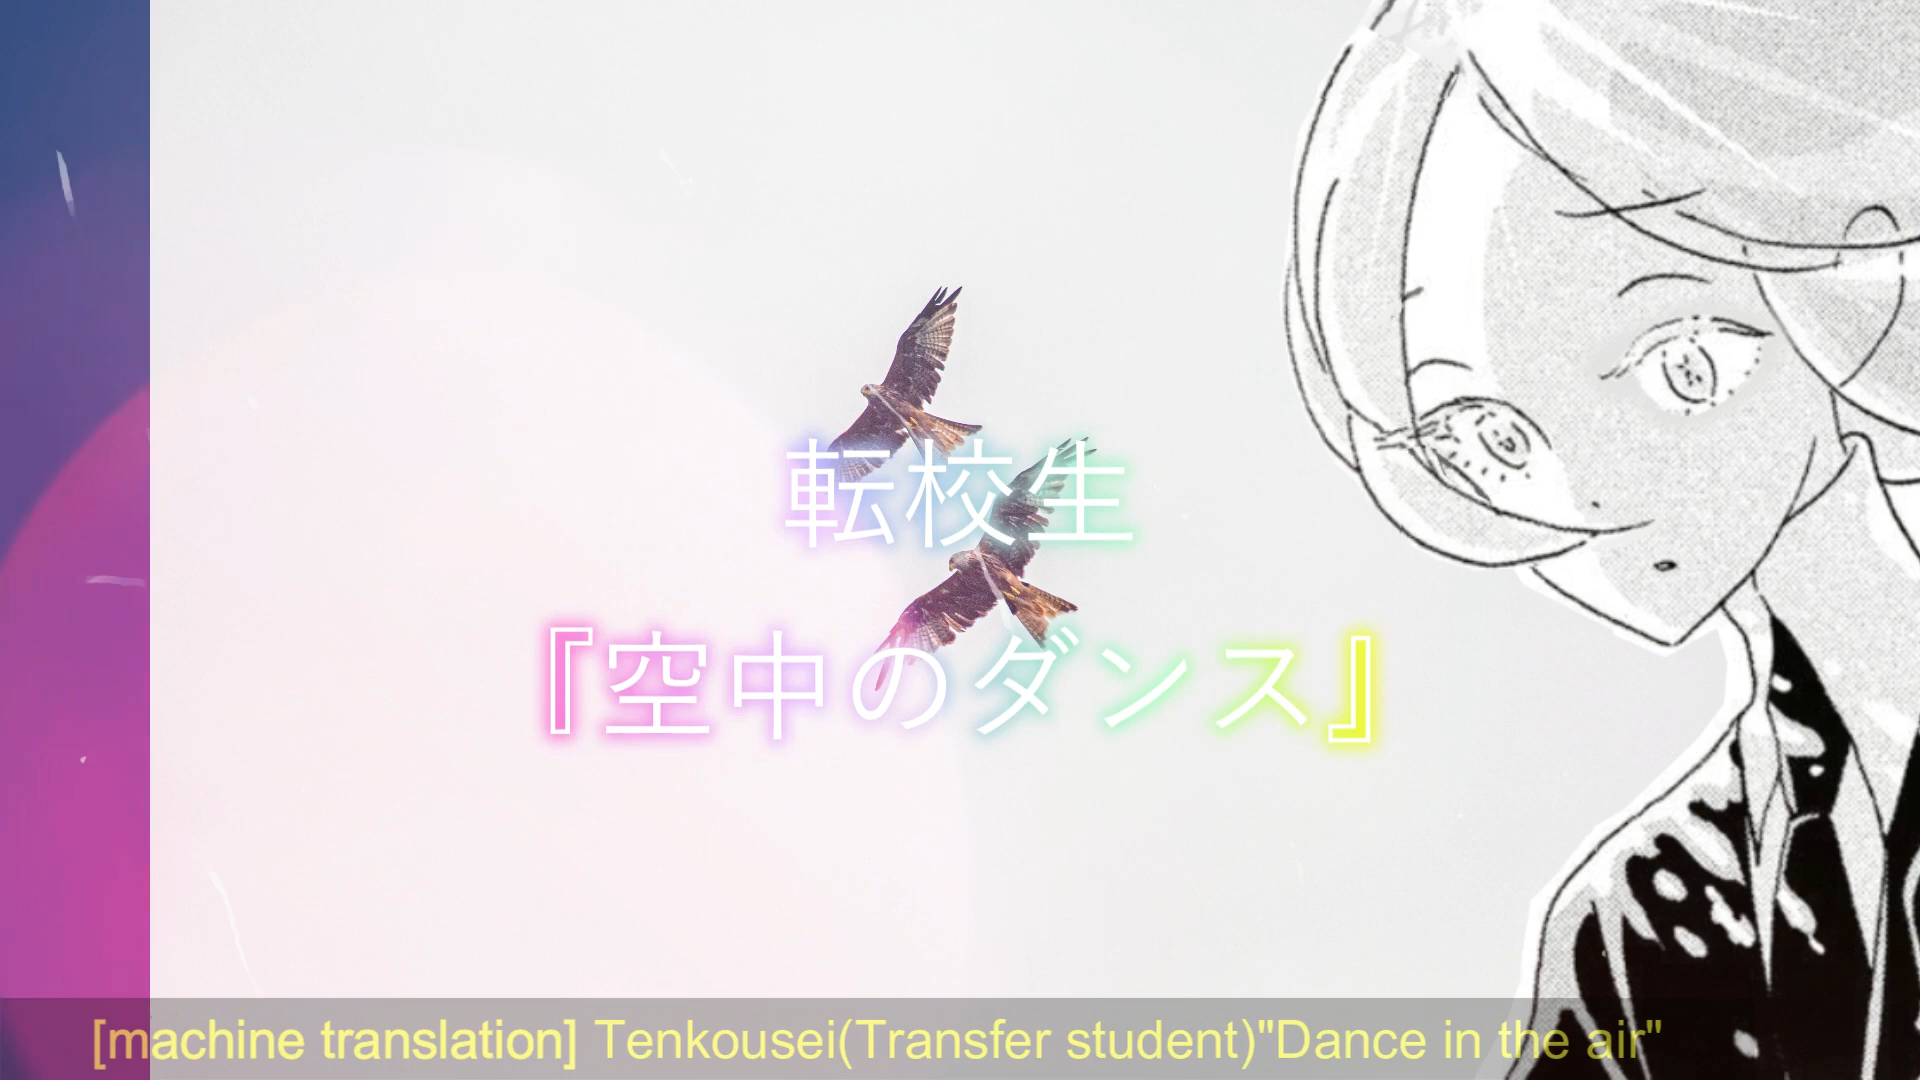 転校生
『空中のダンス』
[machine translation] Tenkousei(Transfer student)"Dance in the air"